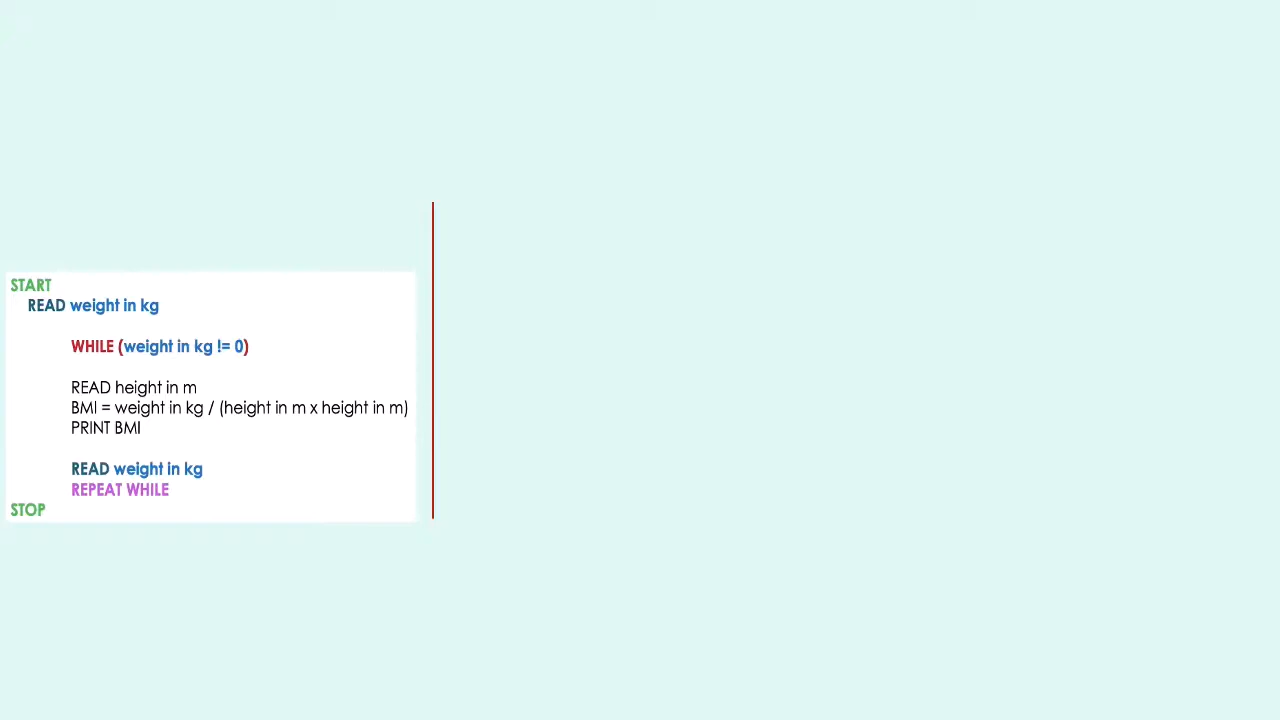 START
READ weight in kg
WHILE (weight in kg != 0)
READ height in m
BMI = weight in kg / (height in m x height in m)
PRINT BMI
READ weight in kg
REPEAT WHILE
STOP